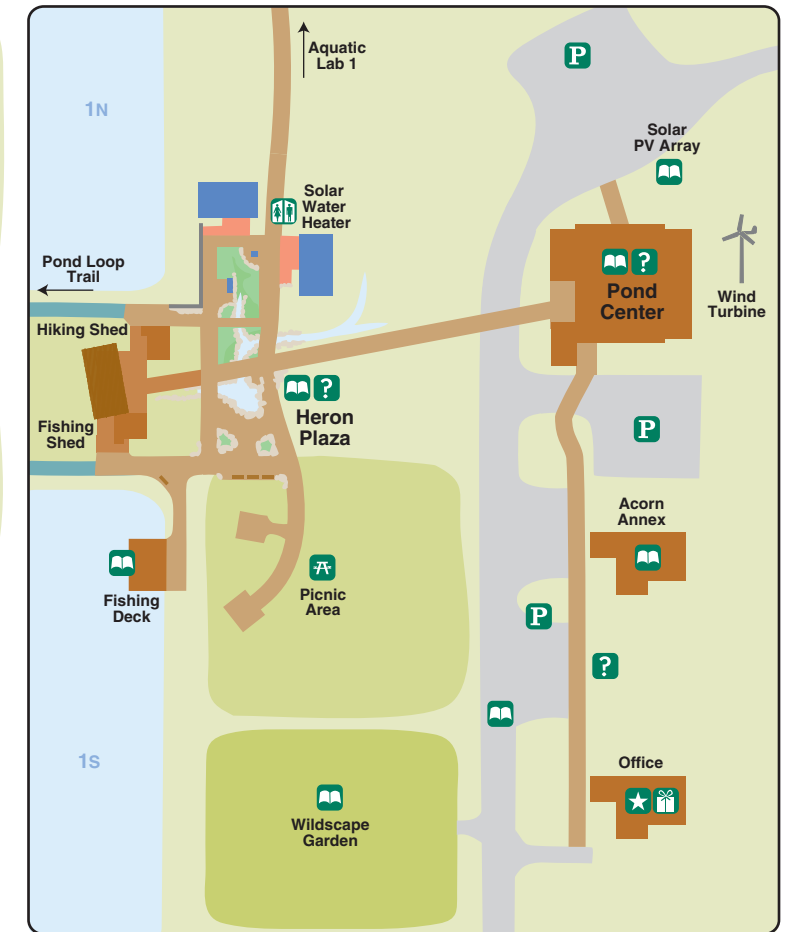 Aquatic
Lab 1
P
1N
Solar
PV Array
Solar
Water
Heater
Pond Loop
Trail
?
Pond
Center
Wind
Turbine
Hiking Shed
?
Heron
Plaza
Fishing
Shed
P
Acorn
Annex
Picnic
Area
Fishing
Deck
P
?
1S
Office
Wildscape
Garden